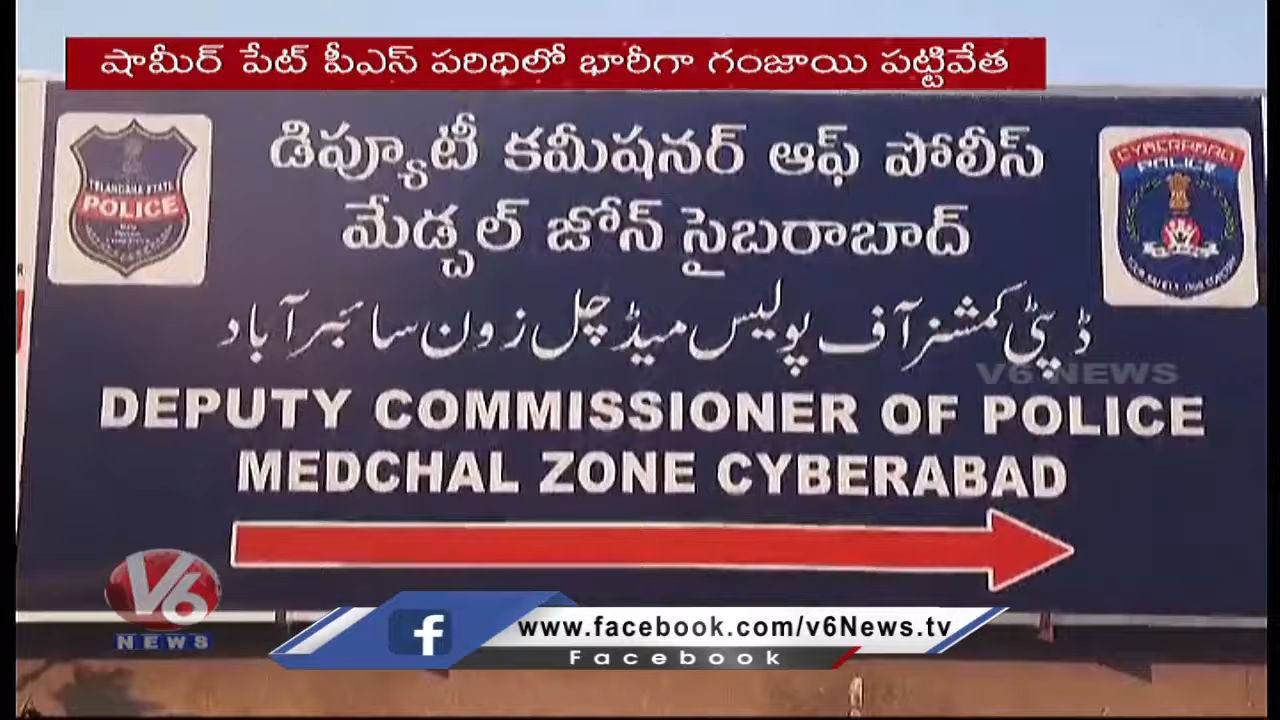 షామీర్ పేట్ పీఎస్ పరిధిలో భారీగా గంజాయి పట్టివేత
డిప్యూటీ కమీషనర్ ఆఫ్ పోలీస్
మేడ్చల్ జోన్ సైబరాబాద్
TELANGANA STATE
POLICE
CYBERABAD
POLICE
ڈپٹی کمشنر آف پولیس میڈچل زون سائبرآباد
V6 NEWS
DEPUTY COMMISSIONER OF POLICE
MEDCHAL ZONE CYBERABAD
V6
NEWS
f www.facebook.com/v6News.tv
Facebook